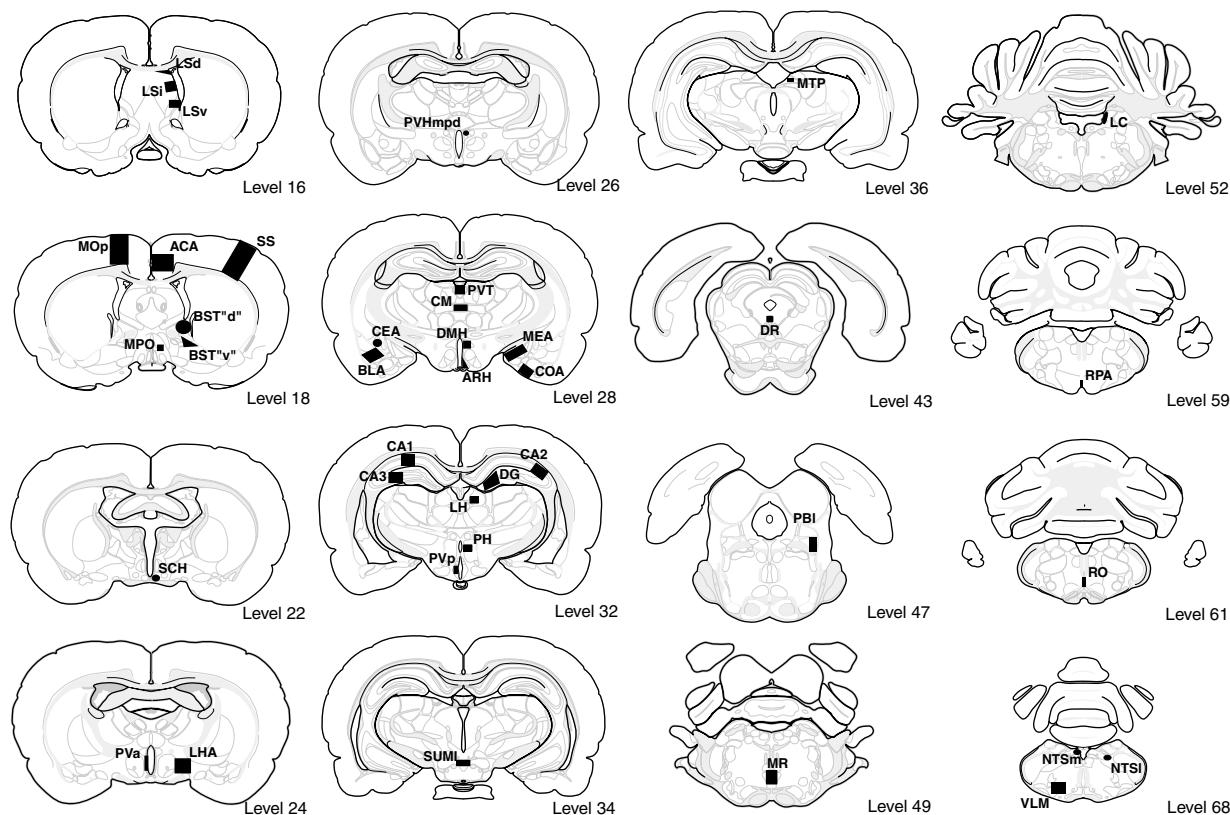 LSd
LSi
LSv
Level 16
PVHmpd
Level 26
MTP
Level 36
LC
Level 52
MOp
ACA
SS
BST"d"
MPO
BST"v"
Level 18
PVT
CM
CEA
DMH
MEA
BLA
ARH
COA
Level 28
DR
Level 43
RPA
Level 59
SCH
Level 22
CA1
CA2
CA3
DG
LH
PH
PVp
Level 32
PBl
Level 47
RO
Level 61
PVa
LHA
Level 24
SUMl
Level 34
MR
Level 49
NTSm
NTSl
VLM
Level 68